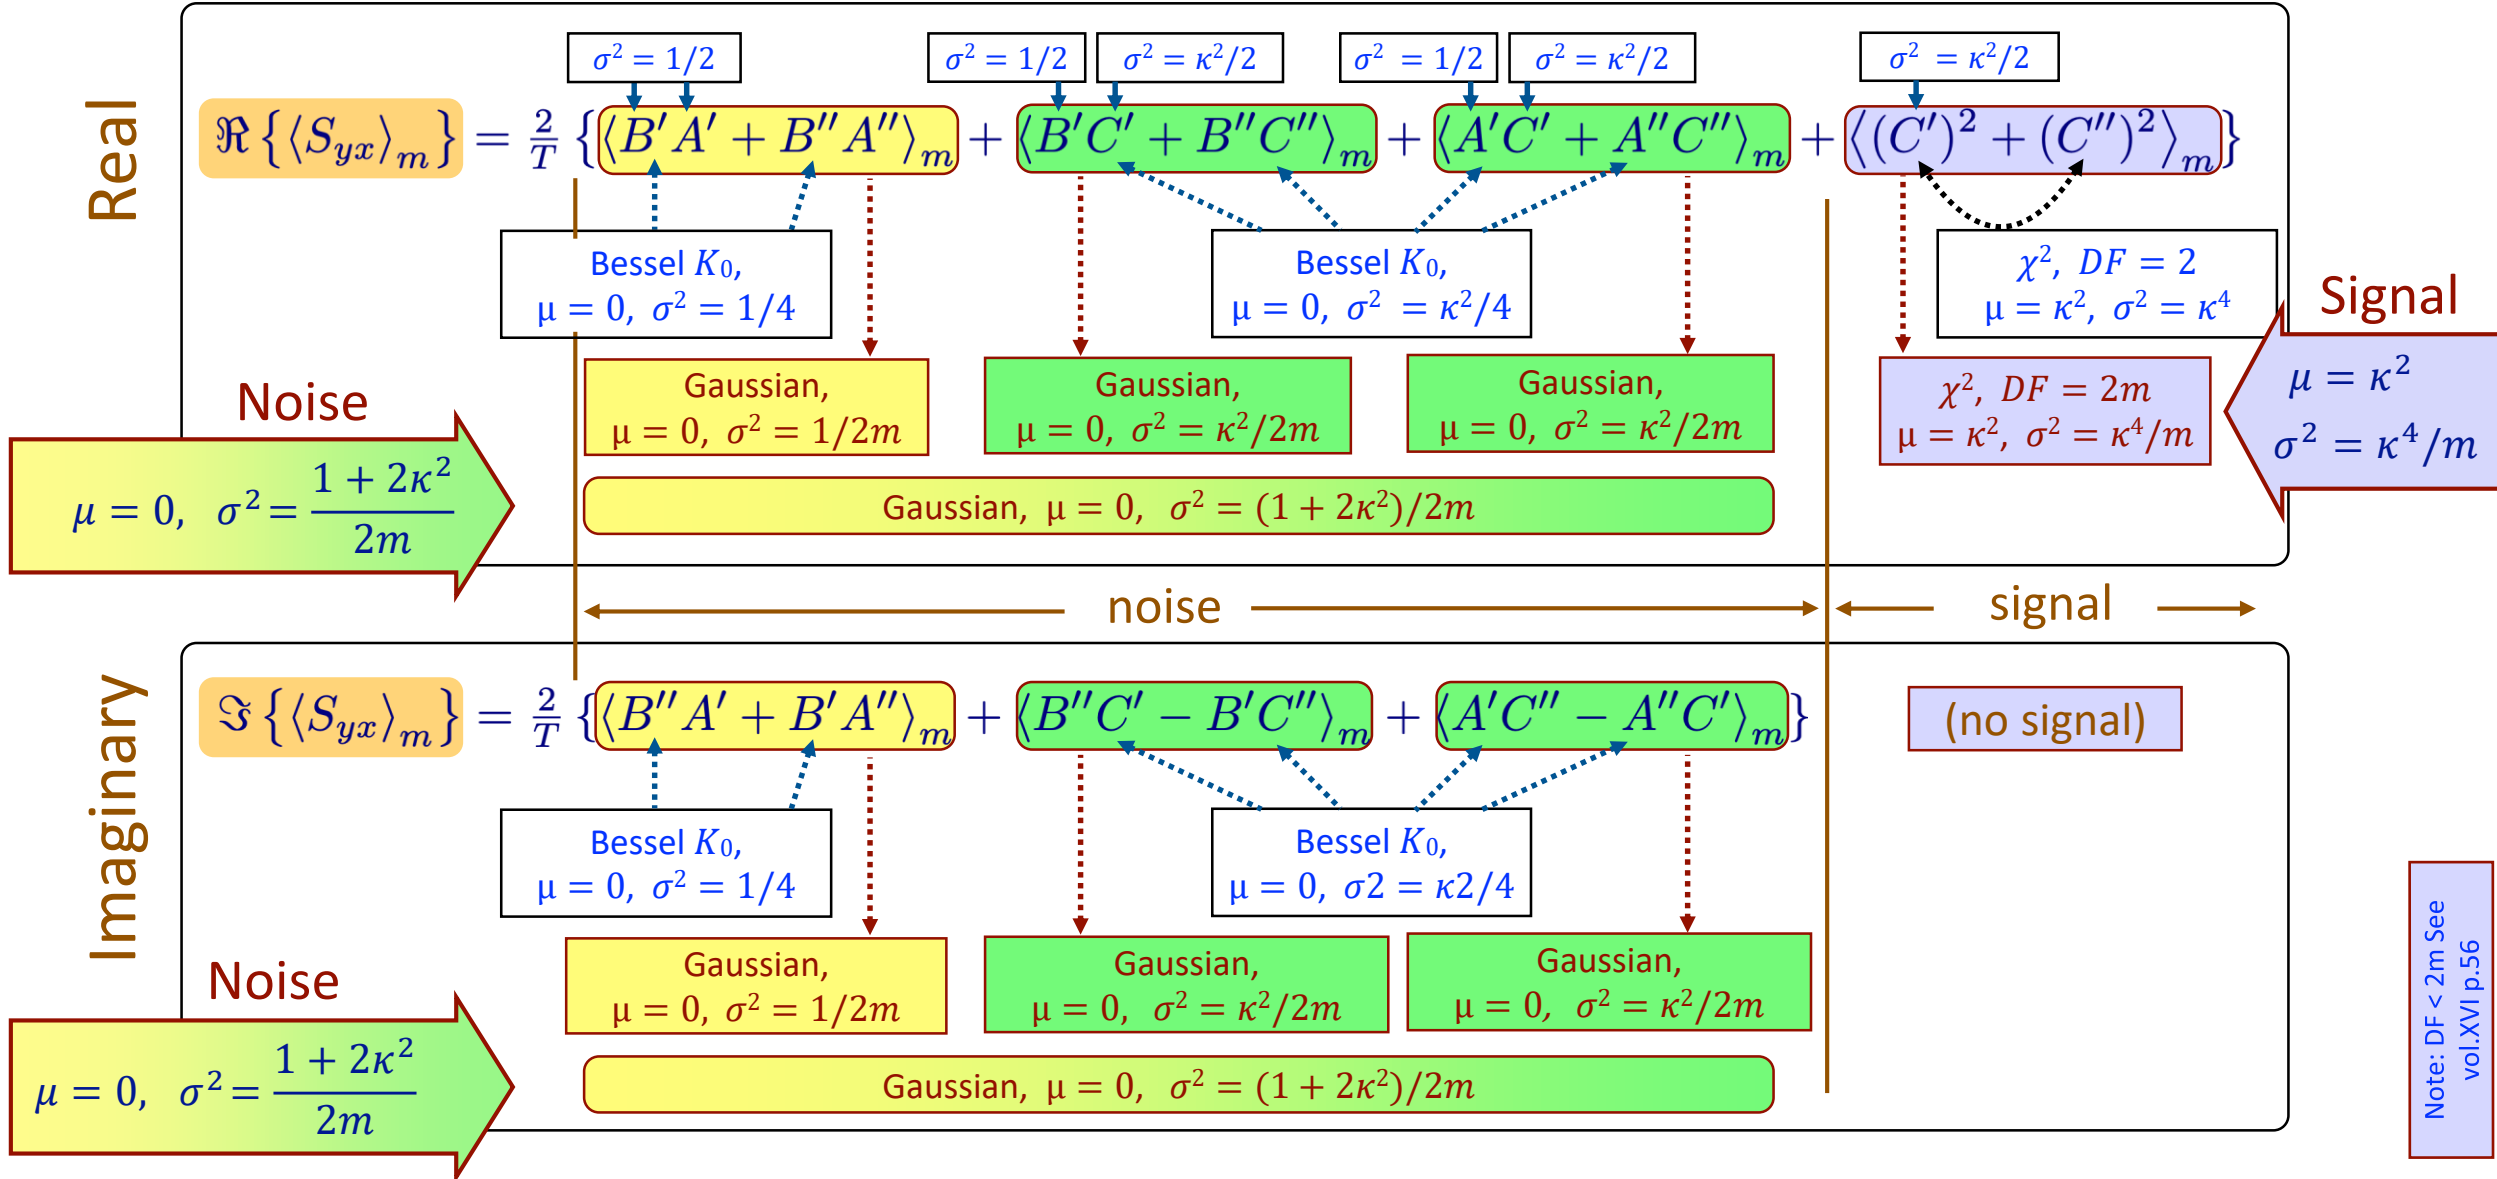 Real
σ² = 1/2
σ² = 1/2
σ² = κ²/2
σ² = 1/2
σ² = κ²/2
σ² = κ²/2
ℜ{⟨S_yx⟩_m} = 2/T {⟨B′A′ + B″A″⟩_m + ⟨B′C′ + B″C″⟩_m + ⟨A′C′ + A″C″⟩_m + ⟨(C′)² + (C″)²⟩_m}
Bessel K₀,
μ = 0, σ² = 1/4
Bessel K₀,
μ = 0, σ² = κ²/4
χ², DF = 2
μ = κ², σ² = κ⁴
Signal
μ = κ²
σ² = κ⁴/m
Noise
μ = 0, σ² = (1 + 2κ²)/2m
Gaussian,
μ = 0, σ² = 1/2m
Gaussian,
μ = 0, σ² = κ²/2m
Gaussian,
μ = 0, σ² = κ²/2m
χ², DF = 2m
μ = κ², σ² = κ⁴/m
Gaussian, μ = 0, σ² = (1 + 2κ²)/2m
noise
signal
Imaginary
ℑ{⟨S_yx⟩_m} = 2/T {⟨B″A′ + B′A″⟩_m + ⟨B″C′ − B′C″⟩_m + ⟨A′C″ − A″C′⟩_m}
(no signal)
Bessel K₀,
μ = 0, σ² = 1/4
Bessel K₀,
μ = 0, σ2 = κ2/4
Noise
μ = 0, σ² = (1 + 2κ²)/2m
Gaussian,
μ = 0, σ² = 1/2m
Gaussian,
μ = 0, σ² = κ²/2m
Gaussian,
μ = 0, σ² = κ²/2m
Gaussian, μ = 0, σ² = (1 + 2κ²)/2m
Note: DF < 2m See
vol.XVI p.56